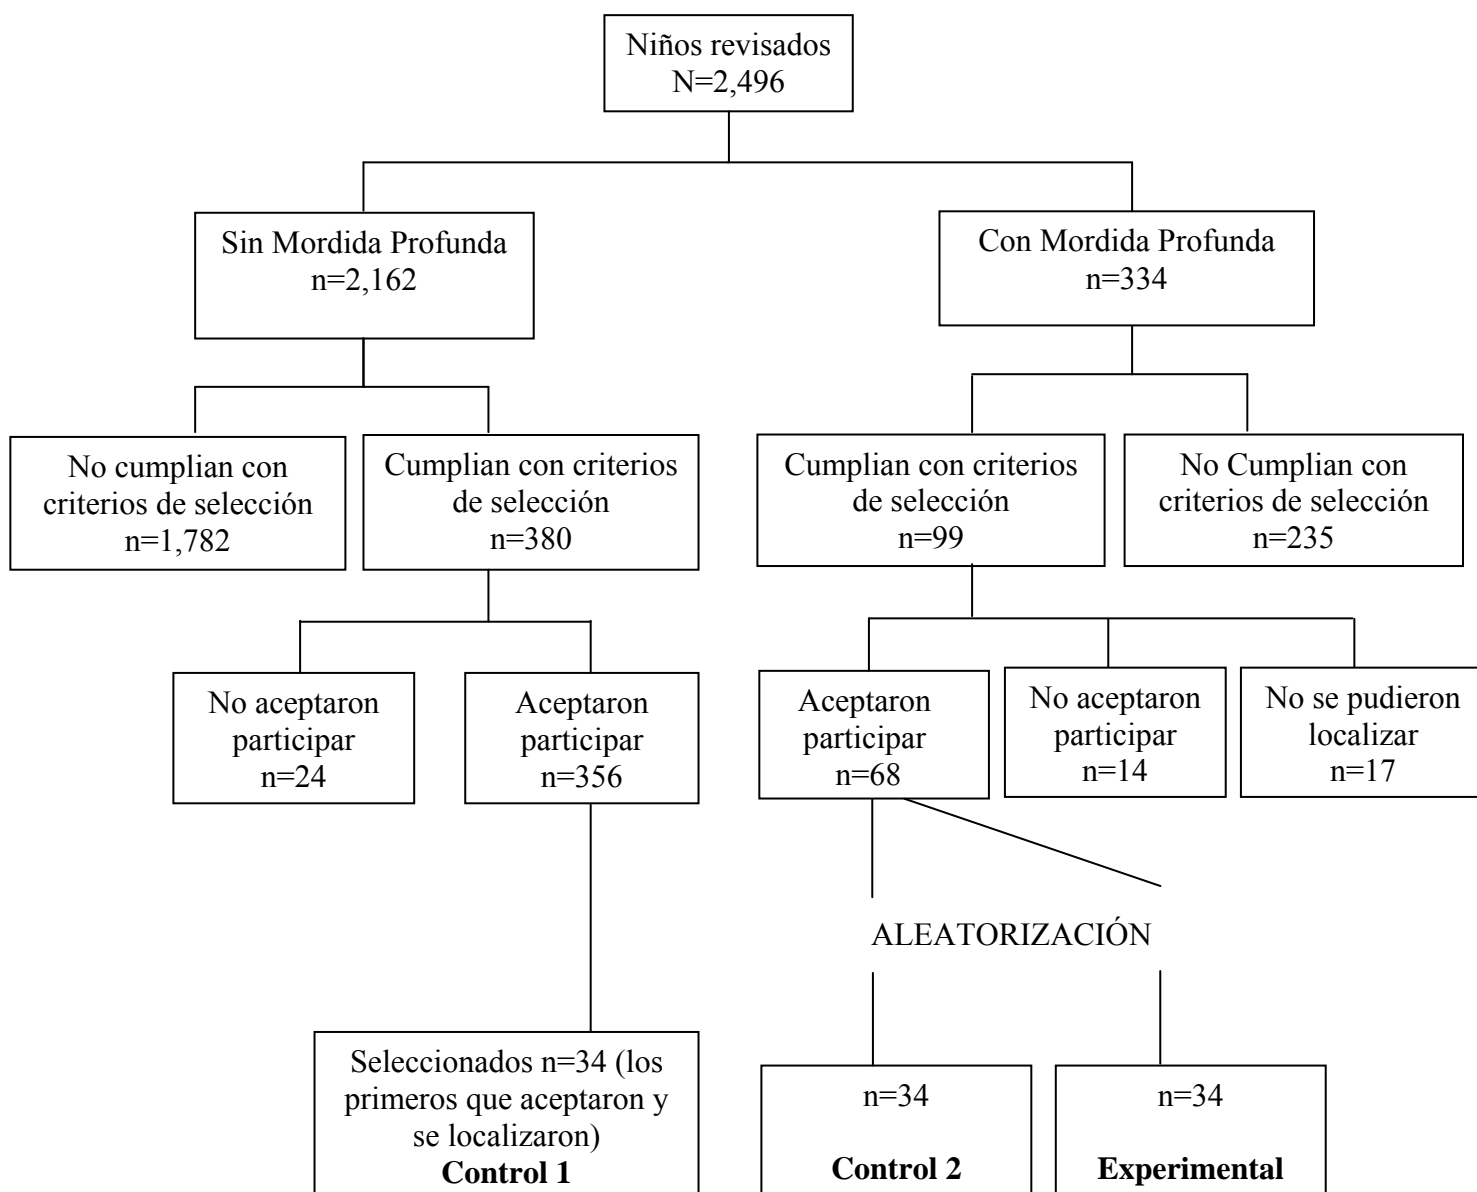 Niños revisados
N=2,496
Sin Mordida Profunda
n=2,162
Con Mordida Profunda
n=334
No cumplian con
criterios de selección
n=1,782
Cumplian con criterios
de selección
n=380
Cumplian con criterios
de selección
n=99
No Cumplian con
criterios de selección
n=235
No aceptaron
participar
n=24
Aceptaron
participar
n=356
Aceptaron
participar
n=68
No aceptaron
participar
n=14
No se pudieron
localizar
n=17
ALEATORIZACIÓN
Seleccionados n=34 (los
primeros que aceptaron y
se localizaron)
Control 1
n=34
Control 2
n=34
Experimental